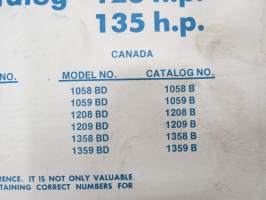 125 h.p.
135 h.p.
CANADA
NO. MODEL NO. CATALOG NO.
1058 BD 1058 B
1059 BD 1059 B
1208 BD 1208 B
1209 BD 1209 B
1358 BD 1358 B
1359 BD 1359 B
RENCE. IT IS NOT ONLY VALUABLE
TAINING CORRECT NUMBERS FOR